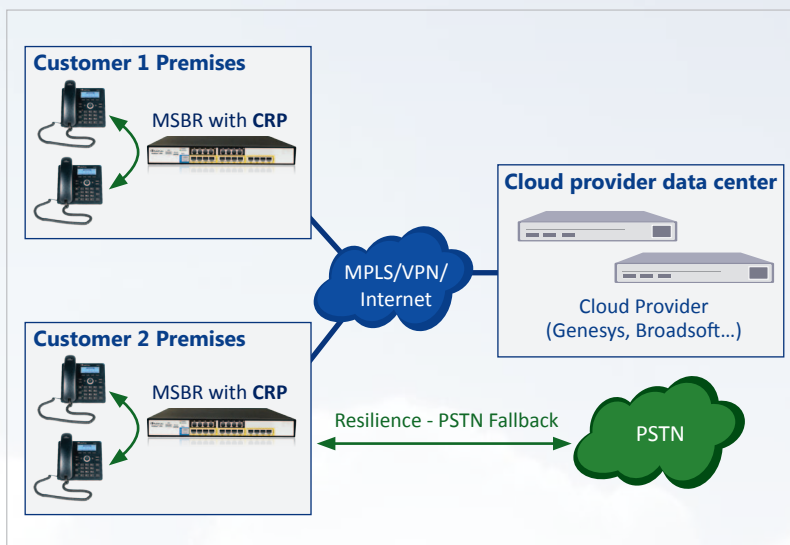 Customer 1 Premises
MSBR with CRP
Cloud provider data center
MPLS/VPN/
Internet
Cloud Provider
(Genesys, Broadsoft...)
Customer 2 Premises
MSBR with CRP
Resilience - PSTN Fallback
PSTN